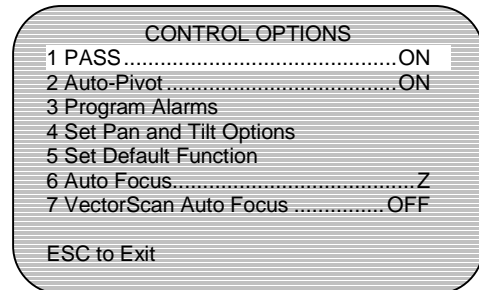 CONTROL OPTIONS
1 PASS..............................................ON
2 Auto-Pivot.......................................ON
3 Program Alarms
4 Set Pan and Tilt Options
5 Set Default Function
6 Auto Focus.........................................Z
7 VectorScan Auto Focus ...............OFF
ESC to Exit